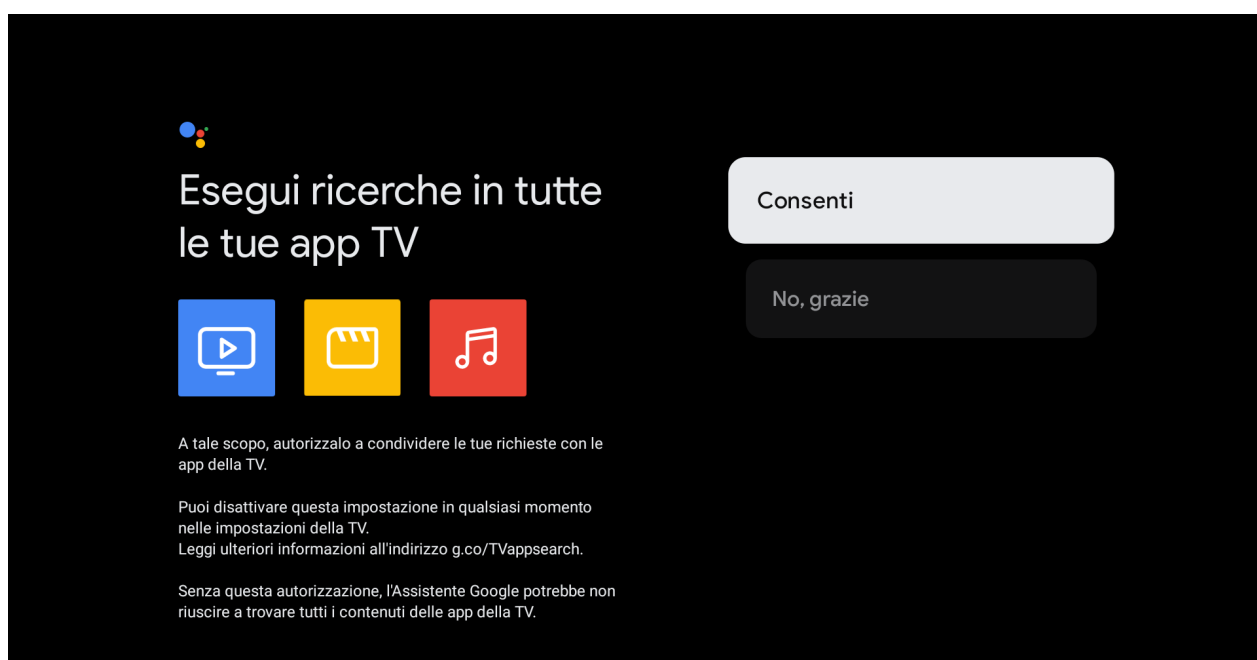 Esegui ricerche in tutte
le tue app TV
A tale scopo, autorizzalo a condividere le tue richieste con le
app della TV.
Puoi disattivare questa impostazione in qualsiasi momento
nelle impostazioni della TV.
Leggi ulteriori informazioni all'indirizzo g.co/TVappsearch.
Senza questa autorizzazione, l'Assistente Google potrebbe non
riuscire a trovare tutti i contenuti delle app della TV.
Consenti
No, grazie